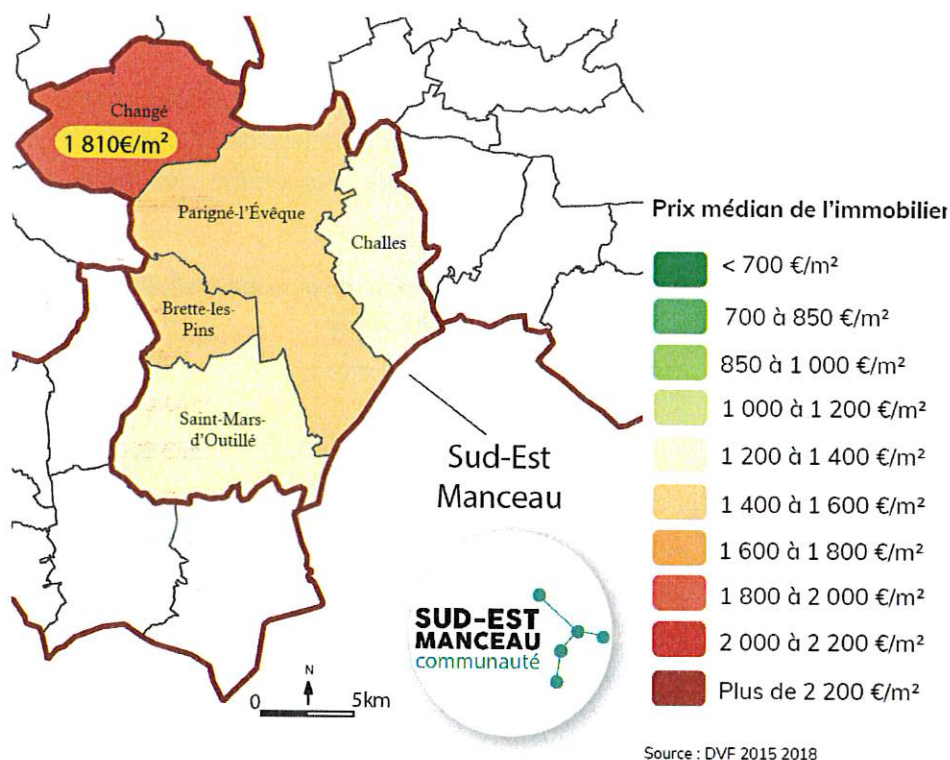 Changé
1 810€/m²
Parigné-l'Évêque
Challes
Brette-les-
Pins
Saint-Mars-
d'Outillé
Sud-Est
Manceau
SUD-EST
MANCEAU
communauté
N
0 5km
Prix médian de l'immobilier
< 700 €/m²
700 à 850 €/m²
850 à 1 000 €/m²
1 000 à 1 200 €/m²
1 200 à 1 400 €/m²
1 400 à 1 600 €/m²
1 600 à 1 800 €/m²
1 800 à 2 000 €/m²
2 000 à 2 200 €/m²
Plus de 2 200 €/m²
Source : DVF 2015 2018